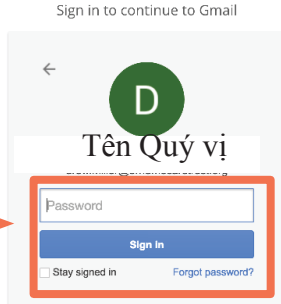 Sign in to continue to Gmail
D
Tên Quý vị
Password
Sign in
Stay signed in Forgot password?